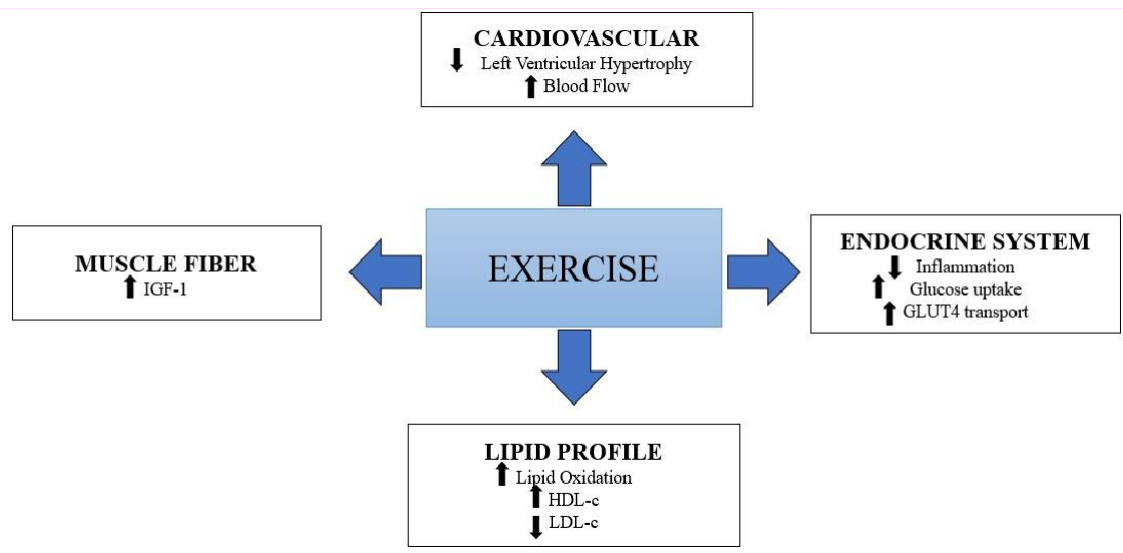 CARDIOVASCULAR
⬇ Left Ventricular Hypertrophy
⬆ Blood Flow
MUSCLE FIBER
⬆ IGF-1
EXERCISE
ENDOCRINE SYSTEM
⬇ Inflammation
⬆ Glucose uptake
⬆ GLUT4 transport
LIPID PROFILE
⬆ Lipid Oxidation
⬆ HDL-c
⬇ LDL-c